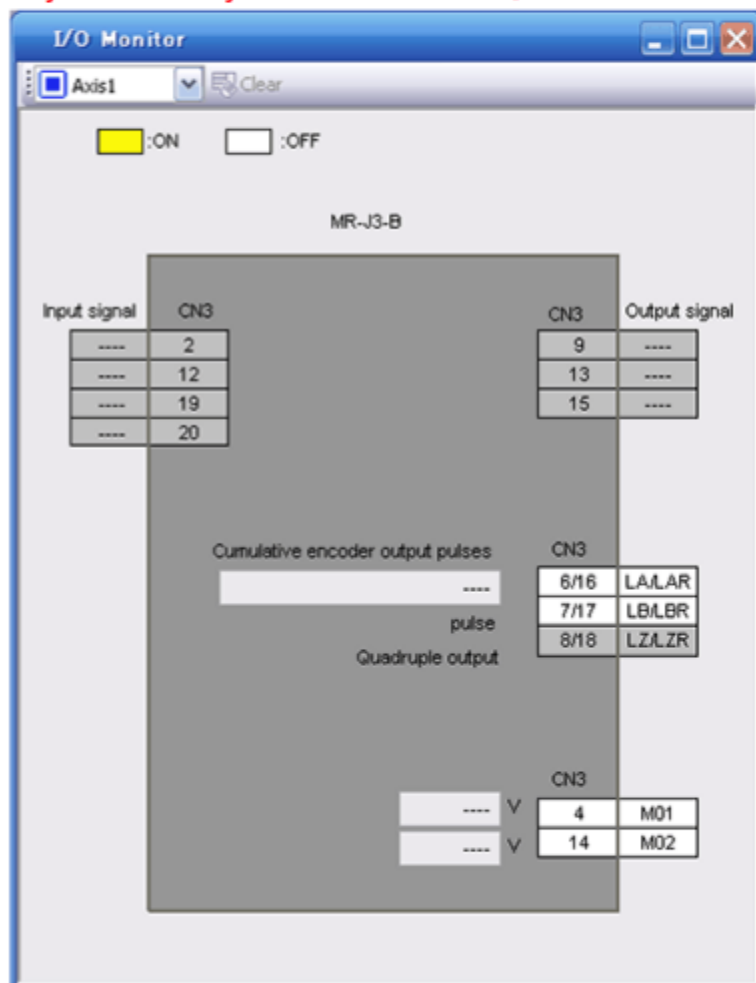 I/O Monitor
Axis1 Clear
:ON :OFF
MR-J3-B
Input signal CN3 CN3 Output signal
---- 2 9 ----
---- 12 13 ----
---- 19 15 ----
---- 20
Cumulative encoder output pulses CN3
---- 6/16 LA/LAR
pulse 7/17 LB/LBR
Quadruple output 8/18 LZ/LZR
CN3
---- V 4 M01
---- V 14 M02